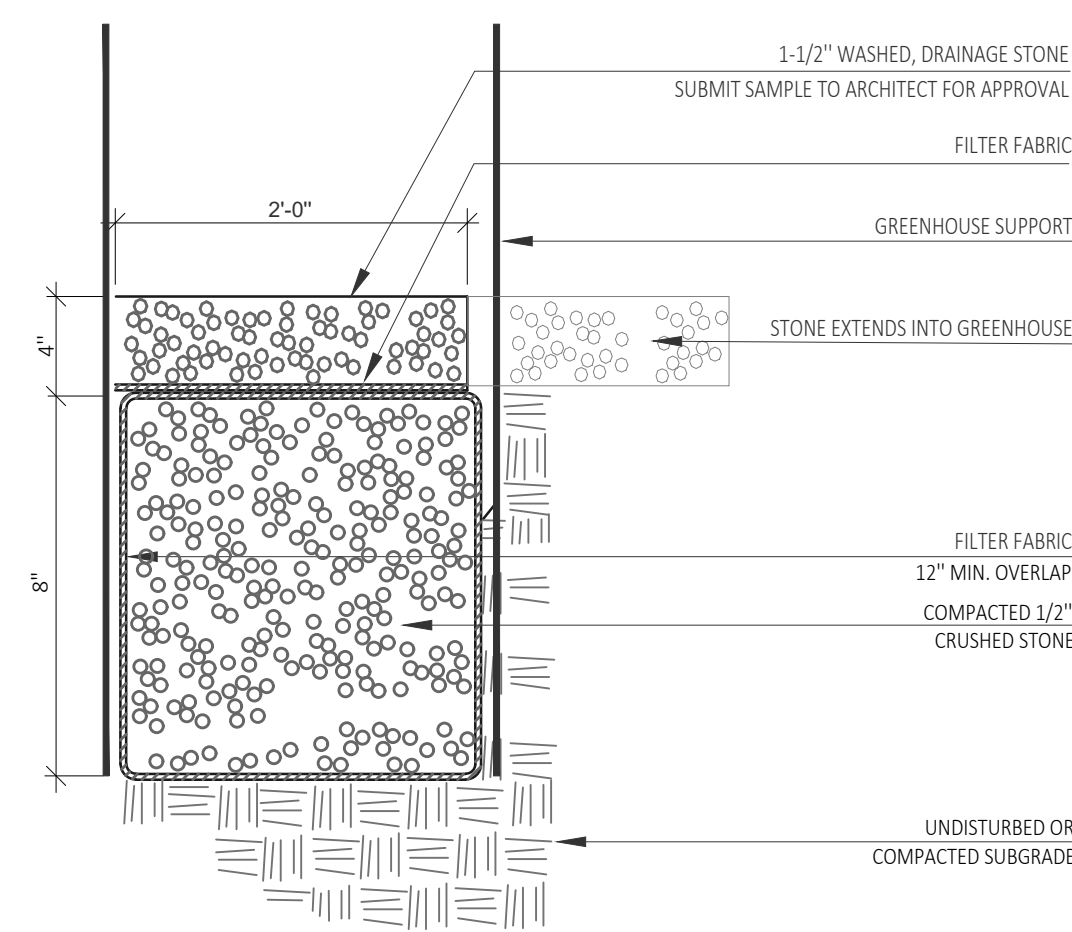 1-1/2" WASHED, DRAINAGE STONE
SUBMIT SAMPLE TO ARCHITECT FOR APPROVAL
FILTER FABRIC
2'-0"
GREENHOUSE SUPPORT
4"
STONE EXTENDS INTO GREENHOUSE
8"
FILTER FABRIC
12" MIN. OVERLAP
COMPACTED 1/2"
CRUSHED STONE
UNDISTURBED OR
COMPACTED SUBGRADE